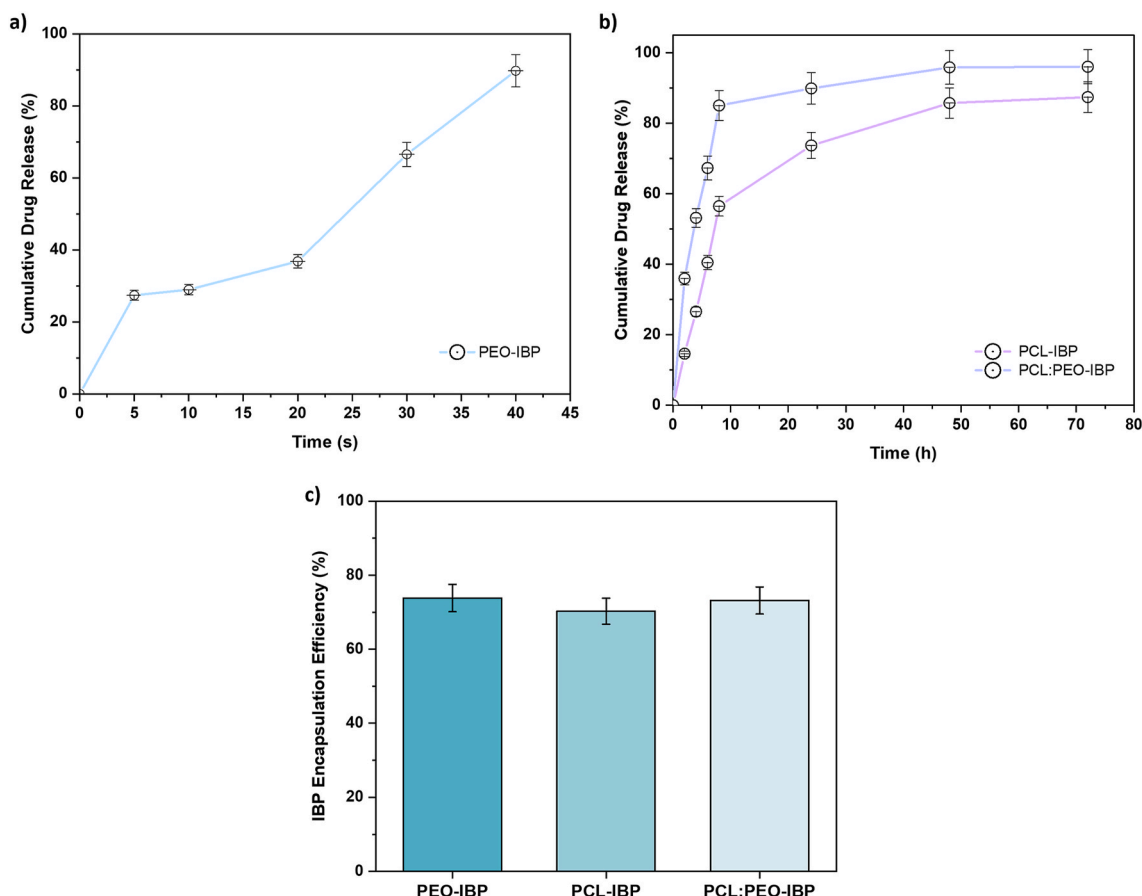 a)
100
80
60
40
20
0
Cumulative Drug Release (%)
PEO-IBP
0 5 10 15 20 25 30 35 40 45
Time (s)
b)
100
80
60
40
20
0
Cumulative Drug Release (%)
PCL-IBP
PCL:PEO-IBP
0 10 20 30 40 50 60 70 80
Time (h)
c)
100
80
60
40
20
0
IBP Encapsulation Efficiency (%)
PEO-IBP PCL-IBP PCL:PEO-IBP